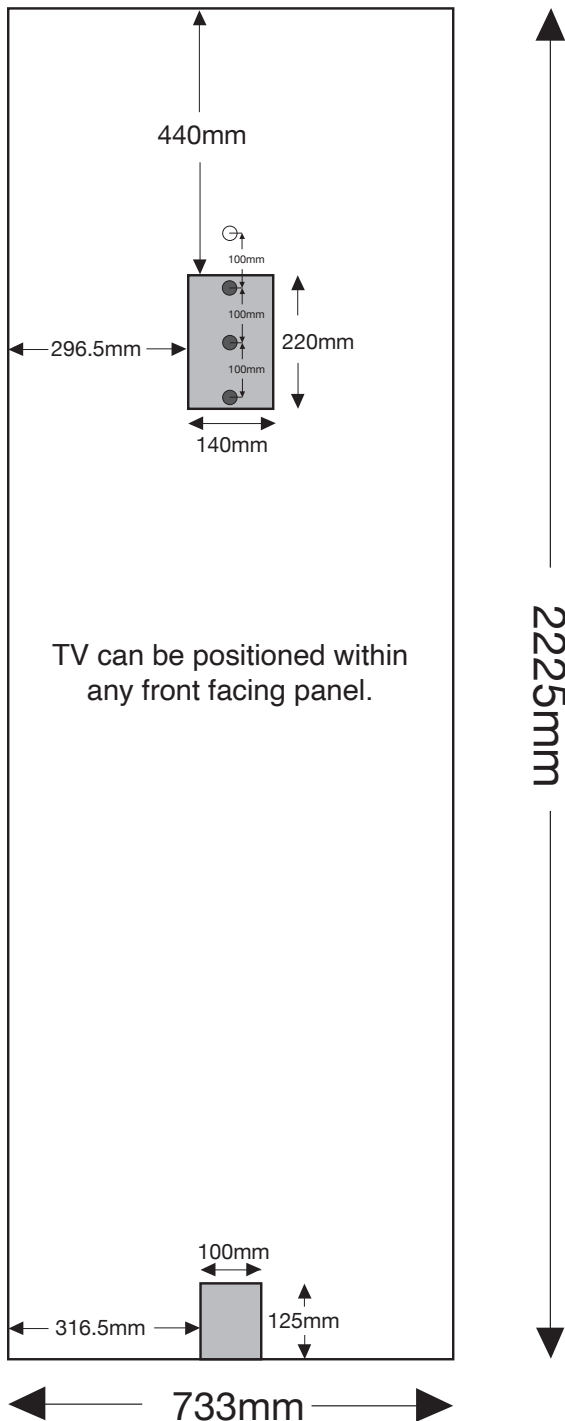 440mm
100mm
100mm
296.5mm
220mm
100mm
140mm
TV can be positioned within
any front facing panel.
2225mm
100mm
316.5mm
125mm
733mm